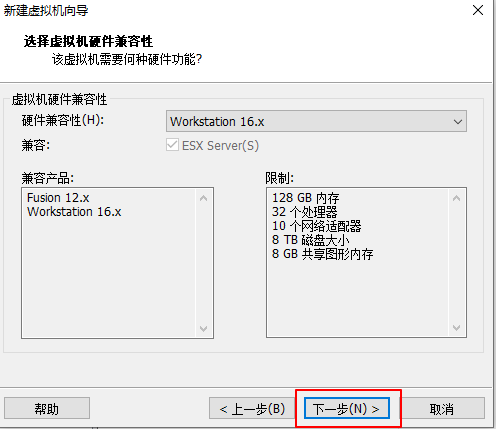 新建虚拟机向导
选择虚拟机硬件兼容性
该虚拟机需要何种硬件功能?
虚拟机硬件兼容性
硬件兼容性(H):
Workstation 16.x
兼容:
ESX Server(S)
兼容产品:
Fusion 12.x
Workstation 16.x
限制:
128 GB 内存
32 个处理器
10 个网络适配器
8 TB 磁盘大小
8 GB 共享图形内存
帮助
< 上一步(B)
下一步(N) >
取消